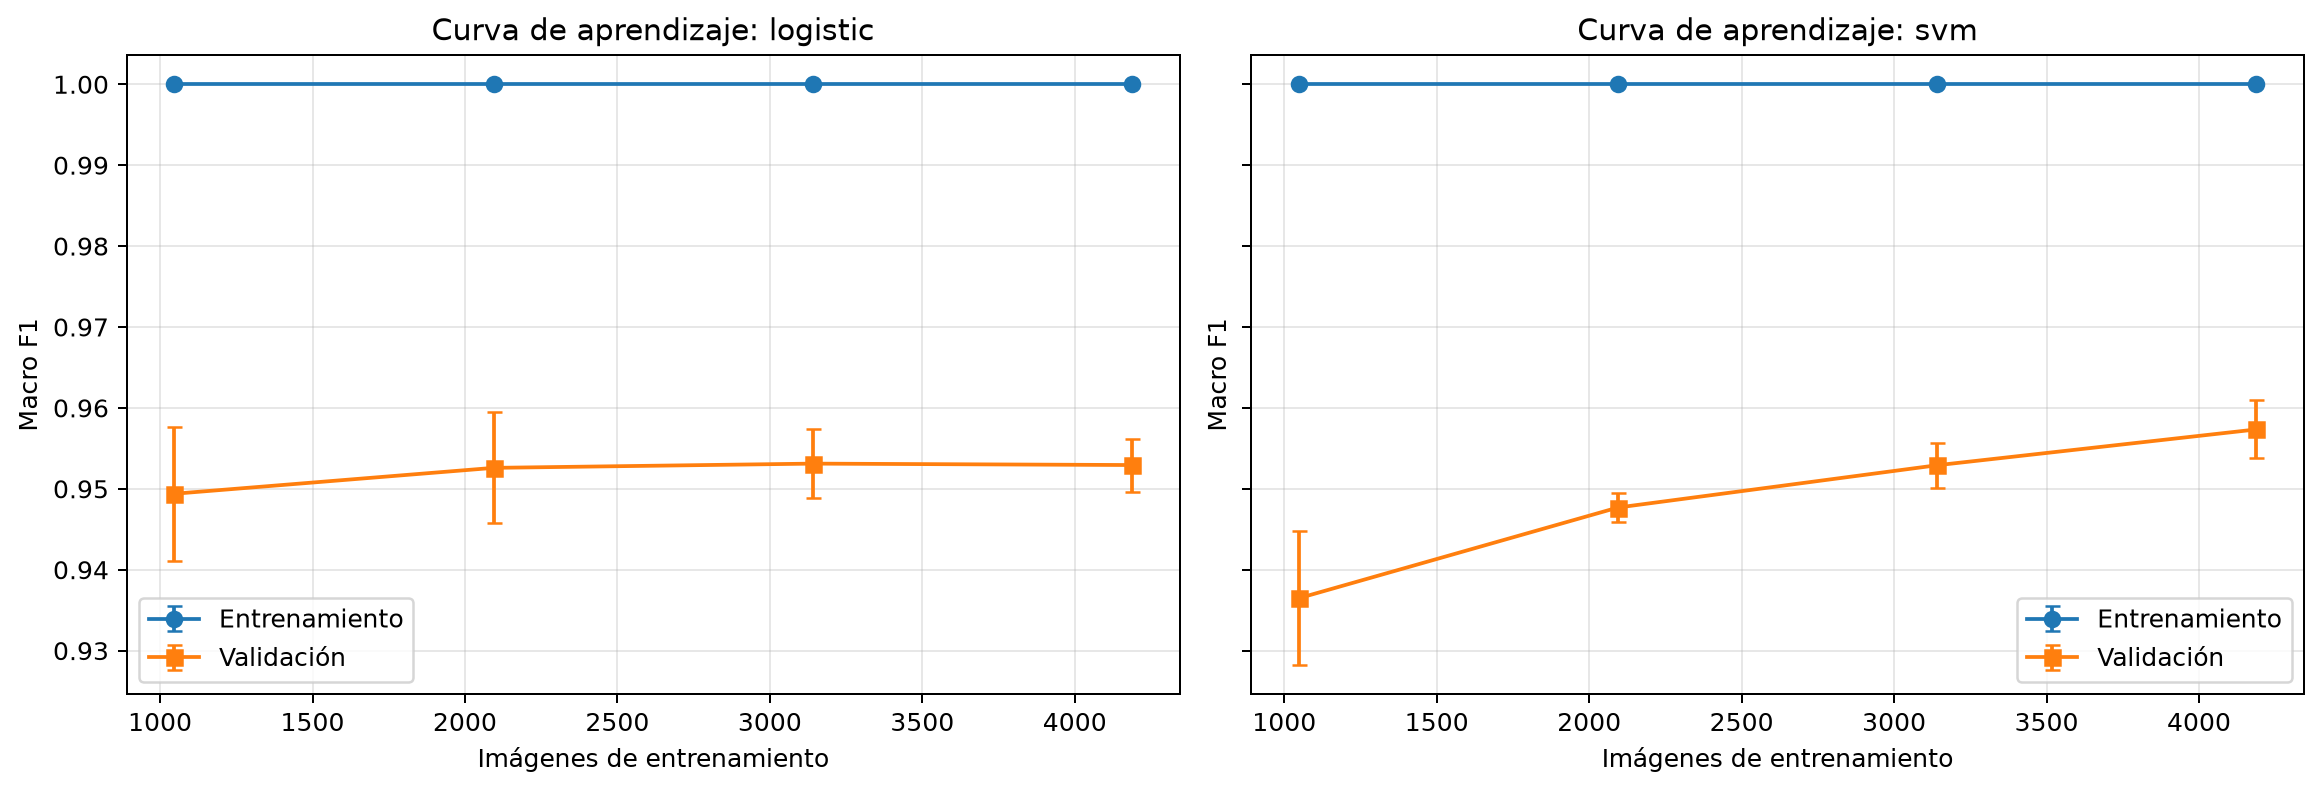 Curva de aprendizaje: logistic
Macro F1
1.00
0.99
0.98
0.97
0.96
0.95
0.94
0.93
Entrenamiento
Validación
1000 1500 2000 2500 3000 3500 4000
Imágenes de entrenamiento
Curva de aprendizaje: svm
Macro F1
Entrenamiento
Validación
1000 1500 2000 2500 3000 3500 4000
Imágenes de entrenamiento